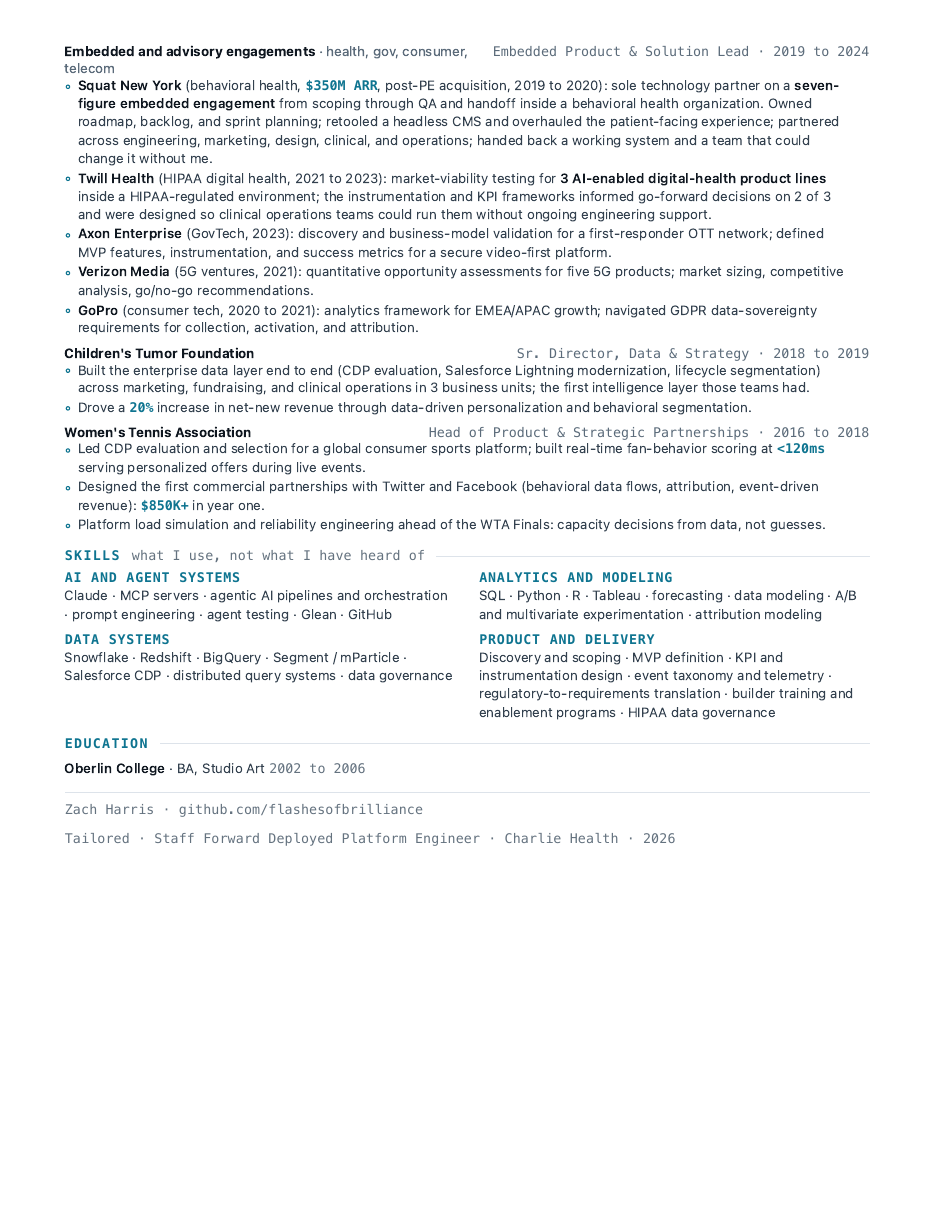 Embedded and advisory engagements · health, gov, consumer, telecom
Embedded Product & Solution Lead · 2019 to 2024
Squat New York (behavioral health, $350M ARR, post-PE acquisition, 2019 to 2020): sole technology partner on a seven-
figure embedded engagement from scoping through QA and handoff inside a behavioral health organization. Owned
roadmap, backlog, and sprint planning; retooled a headless CMS and overhauled the patient-facing experience; partnered
across engineering, marketing, design, clinical, and operations; handed back a working system and a team that could
change it without me.
Twill Health (HIPAA digital health, 2021 to 2023): market-viability testing for 3 AI-enabled digital-health product lines
inside a HIPAA-regulated environment; the instrumentation and KPI frameworks informed go-forward decisions on 2 of 3
and were designed so clinical operations teams could run them without ongoing engineering support.
Axon Enterprise (GovTech, 2023): discovery and business-model validation for a first-responder OTT network; defined
MVP features, instrumentation, and success metrics for a secure video-first platform.
Verizon Media (5G ventures, 2021): quantitative opportunity assessments for five 5G products; market sizing, competitive
analysis, go/no-go recommendations.
GoPro (consumer tech, 2020 to 2021): analytics framework for EMEA/APAC growth; navigated GDPR data-sovereignty
requirements for collection, activation, and attribution.
Children's Tumor Foundation
Sr. Director, Data & Strategy · 2018 to 2019
Built the enterprise data layer end to end (CDP evaluation, Salesforce Lightning modernization, lifecycle segmentation)
across marketing, fundraising, and clinical operations in 3 business units; the first intelligence layer those teams had.
Drove a 20% increase in net-new revenue through data-driven personalization and behavioral segmentation.
Women's Tennis Association
Head of Product & Strategic Partnerships · 2016 to 2018
Led CDP evaluation and selection for a global consumer sports platform; built real-time fan-behavior scoring at <120ms
serving personalized offers during live events.
Designed the first commercial partnerships with Twitter and Facebook (behavioral data flows, attribution, event-driven
revenue): $850K+ in year one.
Platform load simulation and reliability engineering ahead of the WTA Finals: capacity decisions from data, not guesses.
SKILLS what I use, not what I have heard of
AI AND AGENT SYSTEMS
Claude · MCP servers · agentic AI pipelines and orchestration
· prompt engineering · agent testing · Glean · GitHub
ANALYTICS AND MODELING
SQL · Python · R · Tableau · forecasting · data modeling · A/B
and multivariate experimentation · attribution modeling
DATA SYSTEMS
Snowflake · Redshift · BigQuery · Segment / mParticle ·
Salesforce CDP · distributed query systems · data governance
PRODUCT AND DELIVERY
Discovery and scoping · MVP definition · KPI and
instrumentation design · event taxonomy and telemetry ·
regulatory-to-requirements translation · builder training and
enablement programs · HIPAA data governance
EDUCATION
Oberlin College · BA, Studio Art 2002 to 2006
Zach Harris · github.com/flashesofbrilliance
Tailored · Staff Forward Deployed Platform Engineer · Charlie Health · 2026